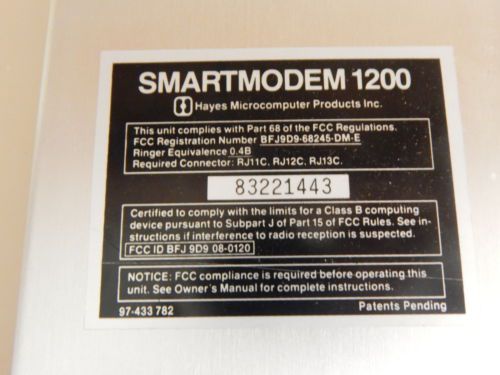 SMARTMODEM 1200
Hayes Microcomputer Products Inc.
This unit complies with Part 68 of the FCC Regulations.
FCC Registration Number BFJ9D9-68245-DM-E
Ringer Equivalence 0.4B
Required Connector: RJ11C, RJ12C, RJ13C.
83221443
Certified to comply with the limits for a Class B computing
device pursuant to Subpart J of Part 15 of FCC Rules. See in-
structions if interference to radio reception is suspected.
FCC ID BFJ 9D9 08-0120
NOTICE: FCC compliance is required before operating this
unit. See Owner's Manual for complete instructions.
97-433 782 Patents Pending